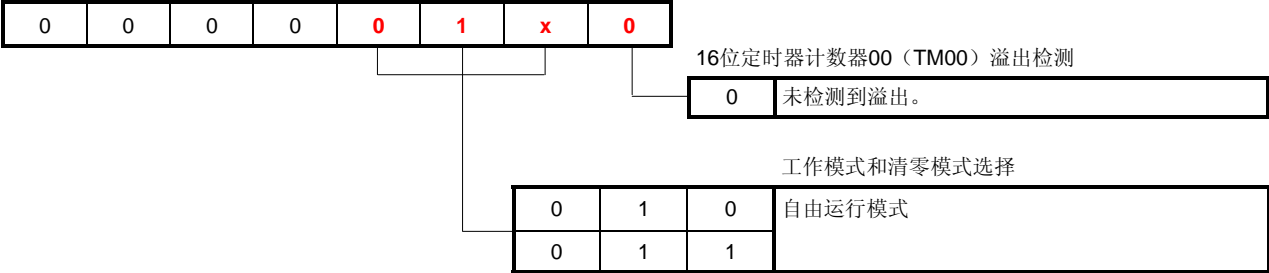 0 0 0 0 0 1 x 0
16位定时器计数器00（TM00）溢出检测
0 未检测到溢出。
工作模式和清零模式选择
0 1 0 自由运行模式
0 1 1